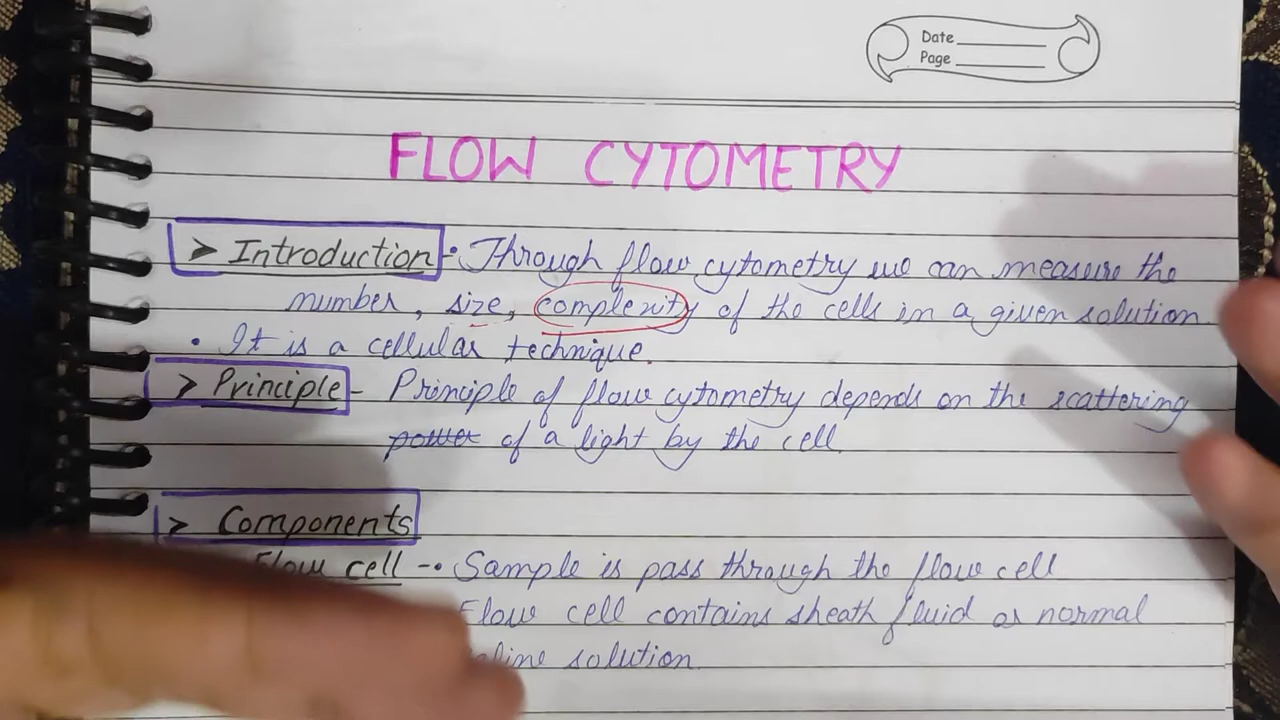 Date
Page
FLOW CYTOMETRY
> Introduction -• Through flow cytometry we can measure the
number, size, complexity of the cells in a given solution
• It is a cellular technique.
> Principle - Principle of flow cytometry depends on the scattering
power of a light by the cell
> Components
Flow cell -• Sample is pass through the flow cell
Flow cell contains sheath fluid or normal
solution